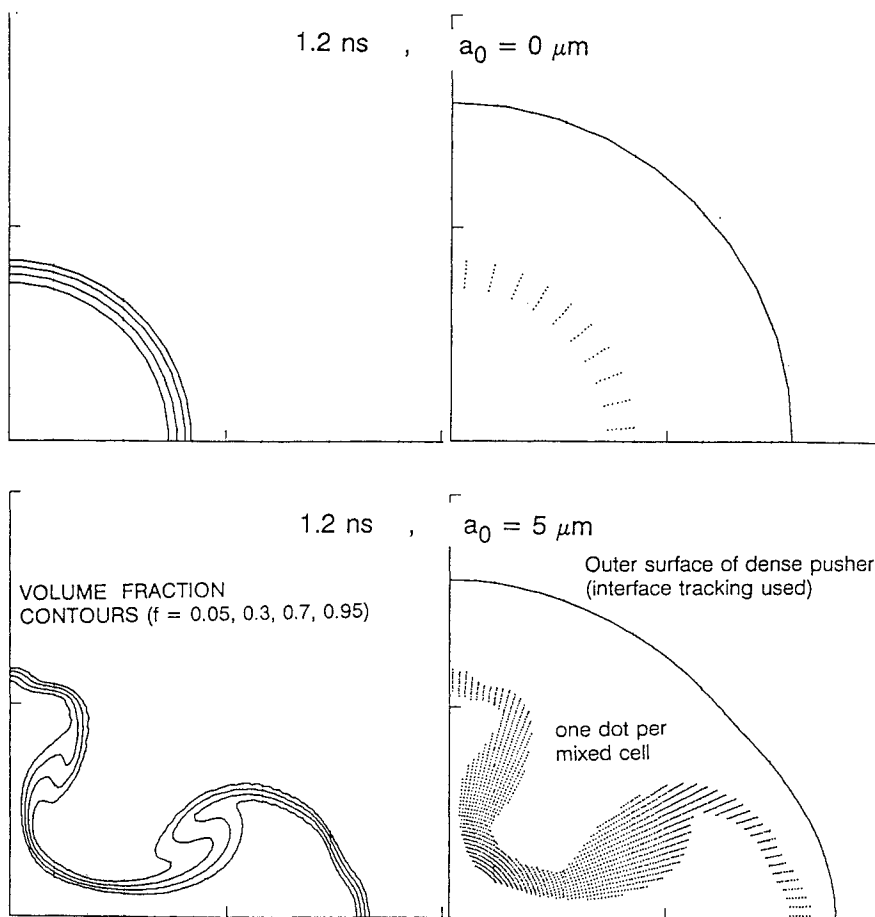 1.2 ns , a₀ = 0 μm
1.2 ns , a₀ = 5 μm
VOLUME FRACTION
CONTOURS (f = 0.05, 0.3, 0.7, 0.95)
Outer surface of dense pusher
(interface tracking used)
one dot per
mixed cell